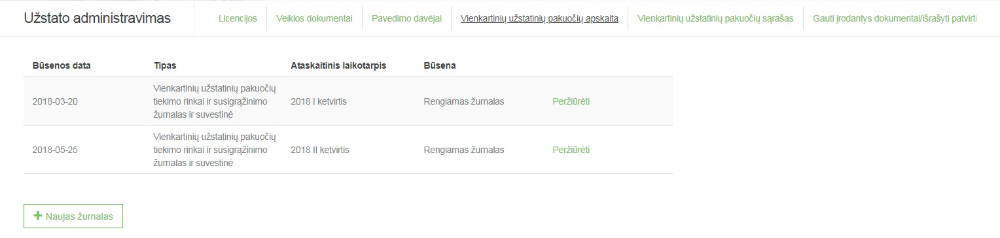 Užstato administravimas Licencijos Veiklos dokumentai Pavedimo davėjai Vienkartinių užstatinių pakuočių apskaita Vienkartinių užstatinių pakuočių sąrašas Gauti įrodantys dokumentai/išrašyti patvirti
Būsenos data Tipas Ataskaitinis laikotarpis Būsena
Vienkartinių užstatinių pakuočių
2018-03-20 tiekimo rinkai ir susigrąžinimo 2018 I ketvirtis Rengiamas žurnalas Peržiūrėti
žurnalas ir suvestinė
Vienkartinių užstatinių pakuočių
2018-05-25 tiekimo rinkai ir susigrąžinimo 2018 II ketvirtis Rengiamas žurnalas Peržiūrėti
žurnalas ir suvestinė
Naujas žurnalas